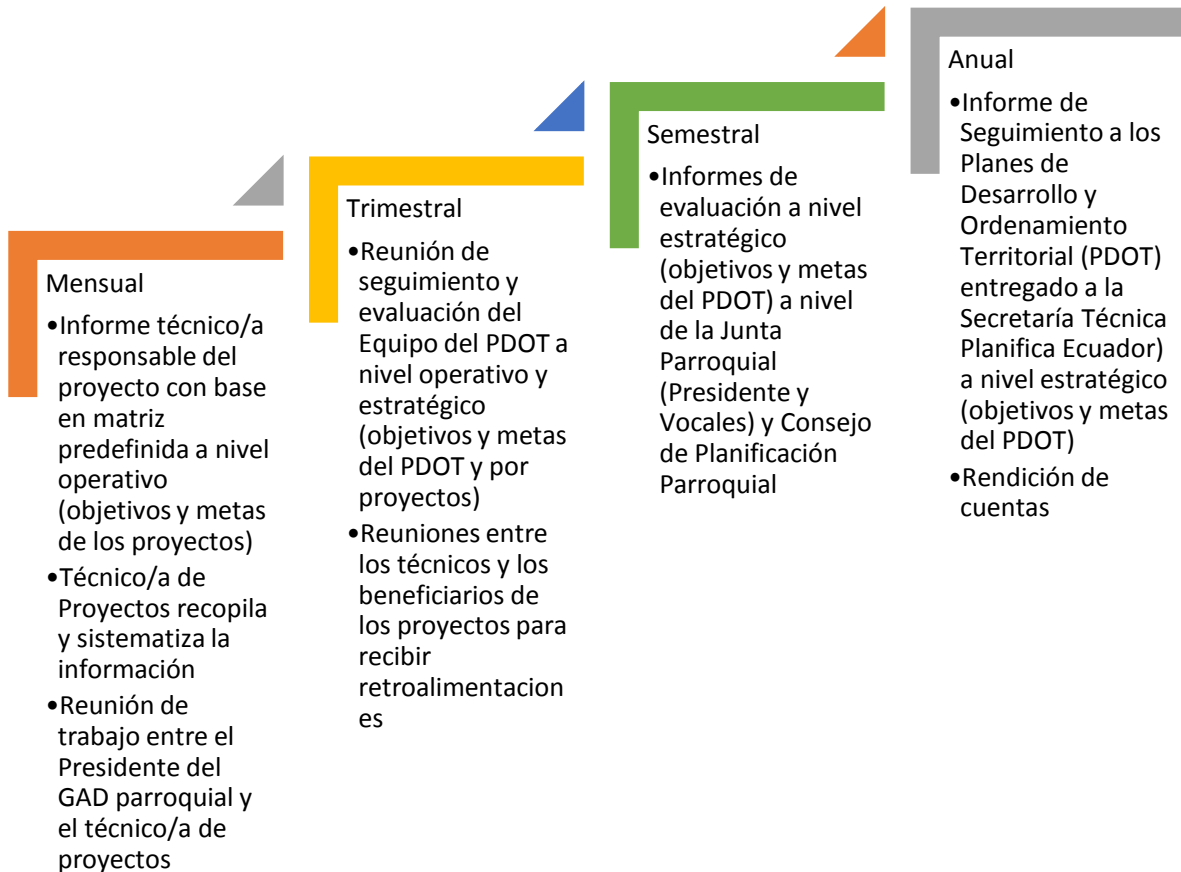 Mensual
•Informe técnico/a
responsable del
proyecto con base
en matriz
predefinida a nivel
operativo
(objetivos y metas
de los proyectos)
•Técnico/a de
Proyectos recopila
y sistematiza la
información
•Reunión de
trabajo entre el
Presidente del
GAD parroquial y
el técnico/a de
proyectos
Trimestral
•Reunión de
seguimiento y
evaluación del
Equipo del PDOT a
nivel operativo y
estratégico
(objetivos y metas
del PDOT y por
proyectos)
•Reuniones entre
los técnicos y los
beneficiarios de
los proyectos para
recibir
retroalimentacion
es
Semestral
•Informes de
evaluación a nivel
estratégico
(objetivos y metas
del PDOT) a nivel
de la Junta
Parroquial
(Presidente y
Vocales) y Consejo
de Planificación
Parroquial
Anual
•Informe de
Seguimiento a los
Planes de
Desarrollo y
Ordenamiento
Territorial (PDOT)
entregado a la
Secretaría Técnica
Planifica Ecuador)
a nivel estratégico
(objetivos y metas
del PDOT)
•Rendición de
cuentas